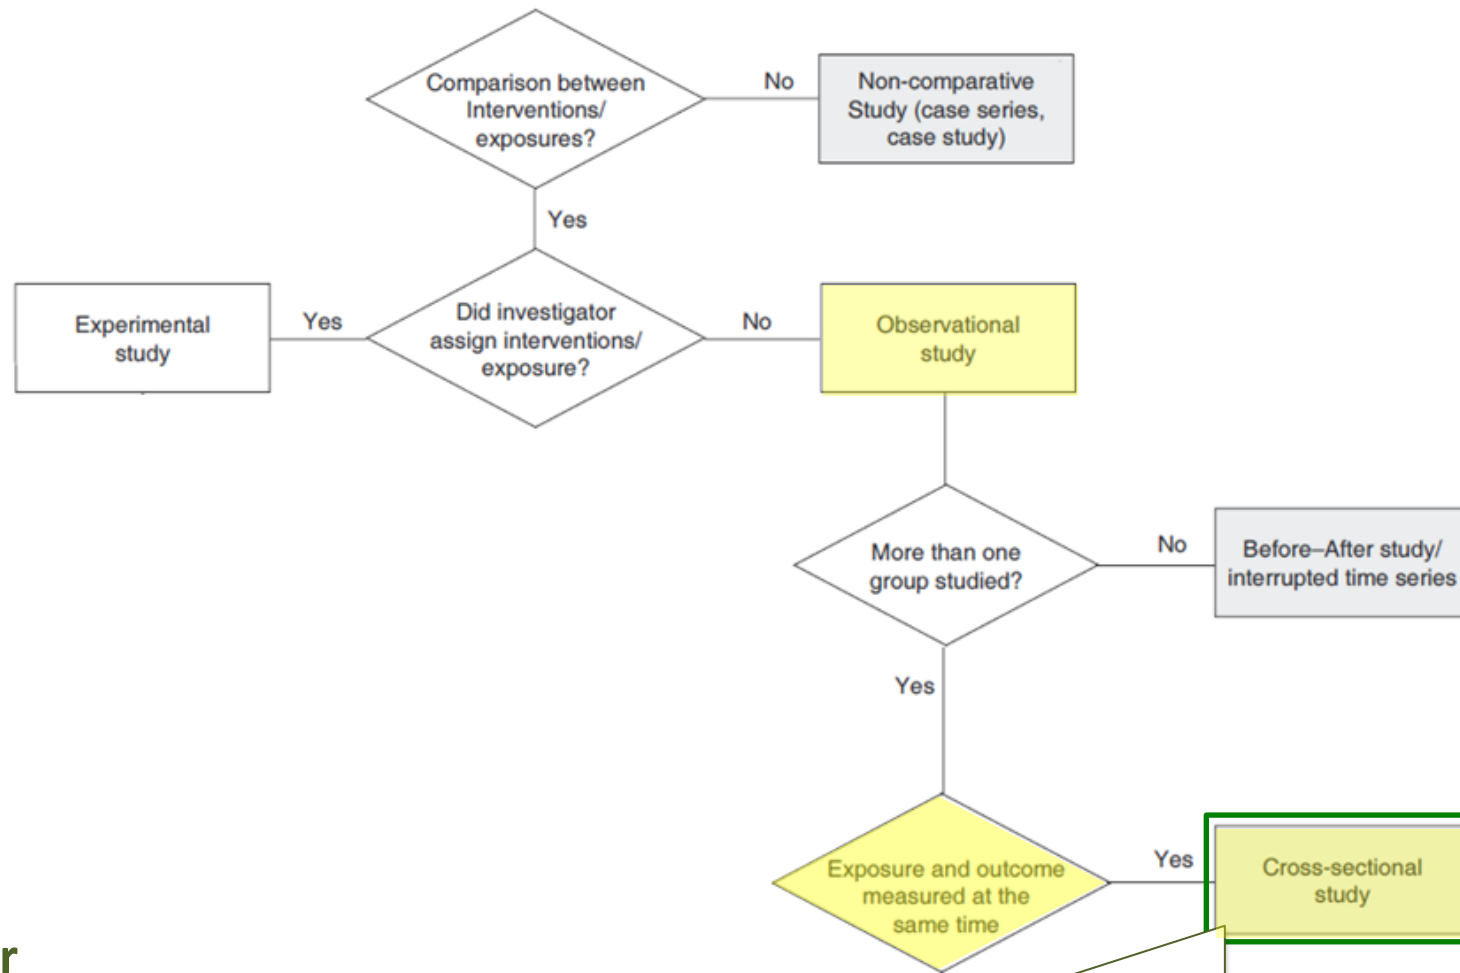 Comparison between
Interventions/
exposures?
No
Non-comparative
Study (case series,
case study)
Yes
Experimental
study
Yes
Did investigator
assign interventions/
exposure?
No
Observational
study
More than one
group studied?
No
Before–After study/
interrupted time series
Yes
Exposure and outcome
measured at the
same time
Yes
Cross-sectional
study
r